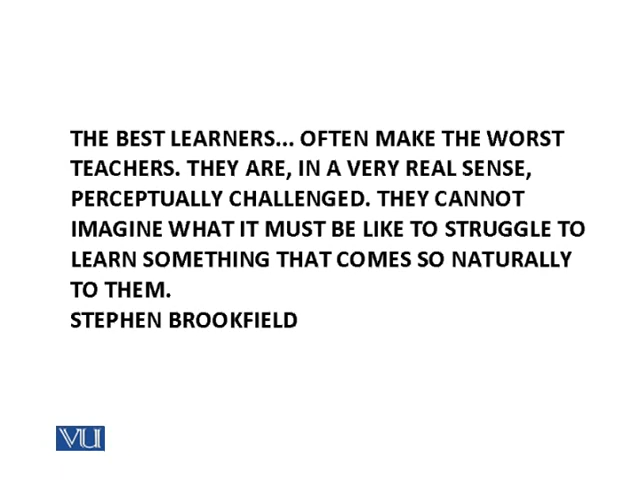 THE BEST LEARNERS... OFTEN MAKE THE WORST
TEACHERS. THEY ARE, IN A VERY REAL SENSE,
PERCEPTUALLY CHALLENGED. THEY CANNOT
IMAGINE WHAT IT MUST BE LIKE TO STRUGGLE TO
LEARN SOMETHING THAT COMES SO NATURALLY
TO THEM.
STEPHEN BROOKFIELD
VU